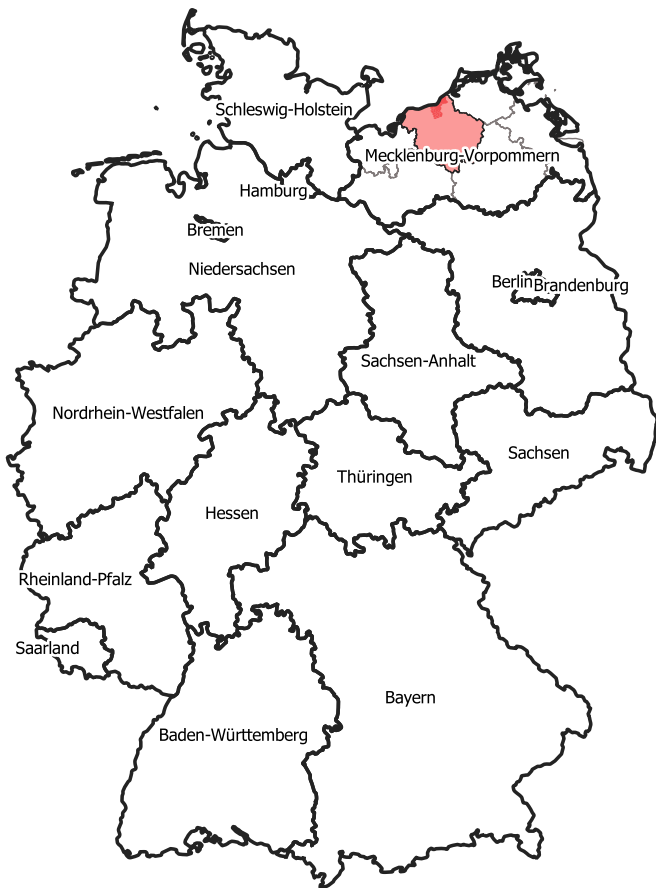 Schleswig-Holstein
Mecklenburg-Vorpommern
Hamburg
Bremen
Niedersachsen
Berlin
Brandenburg
Sachsen-Anhalt
Nordrhein-Westfalen
Sachsen
Thüringen
Hessen
Rheinland-Pfalz
Saarland
Bayern
Baden-Württemberg